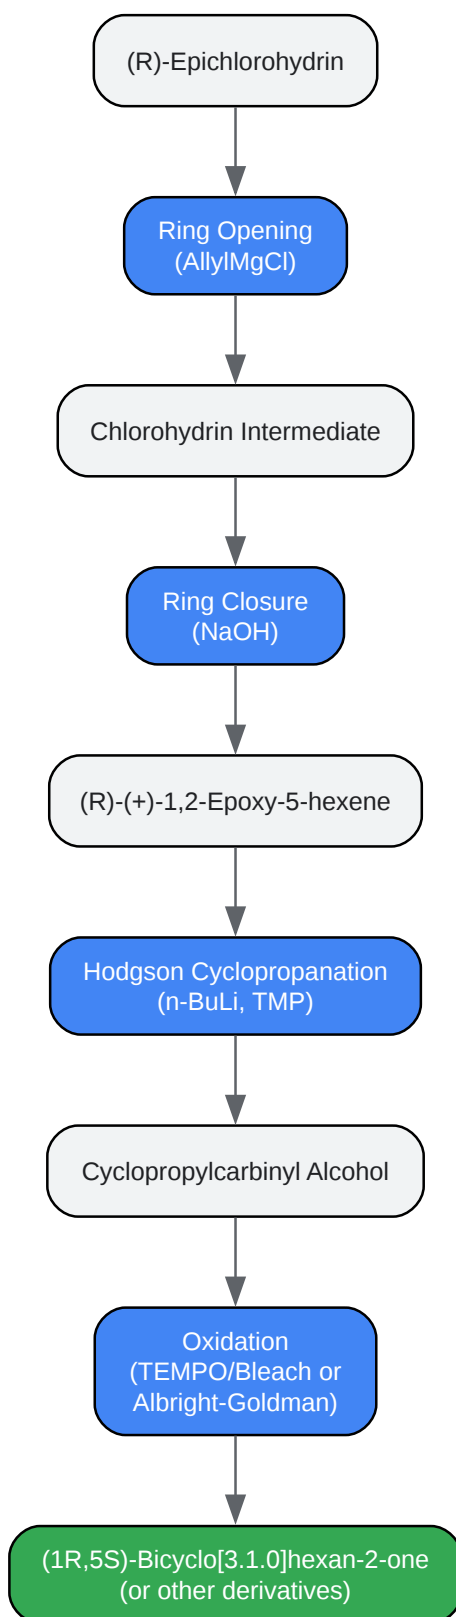 (R)-Epichlorohydrin
Ring Opening
(AllylMgCl)
Chlorohydrin Intermediate
Ring Closure
(NaOH)
(R)-(+)-1,2-Epoxy-5-hexene
Hodgson Cyclopropanation
(n-BuLi, TMP)
Cyclopropylcarbinyl Alcohol
Oxidation
(TEMPO/Bleach or
Albright-Goldman)
(1R,5S)-Bicyclo[3.1.0]hexan-2-one
(or other derivatives)